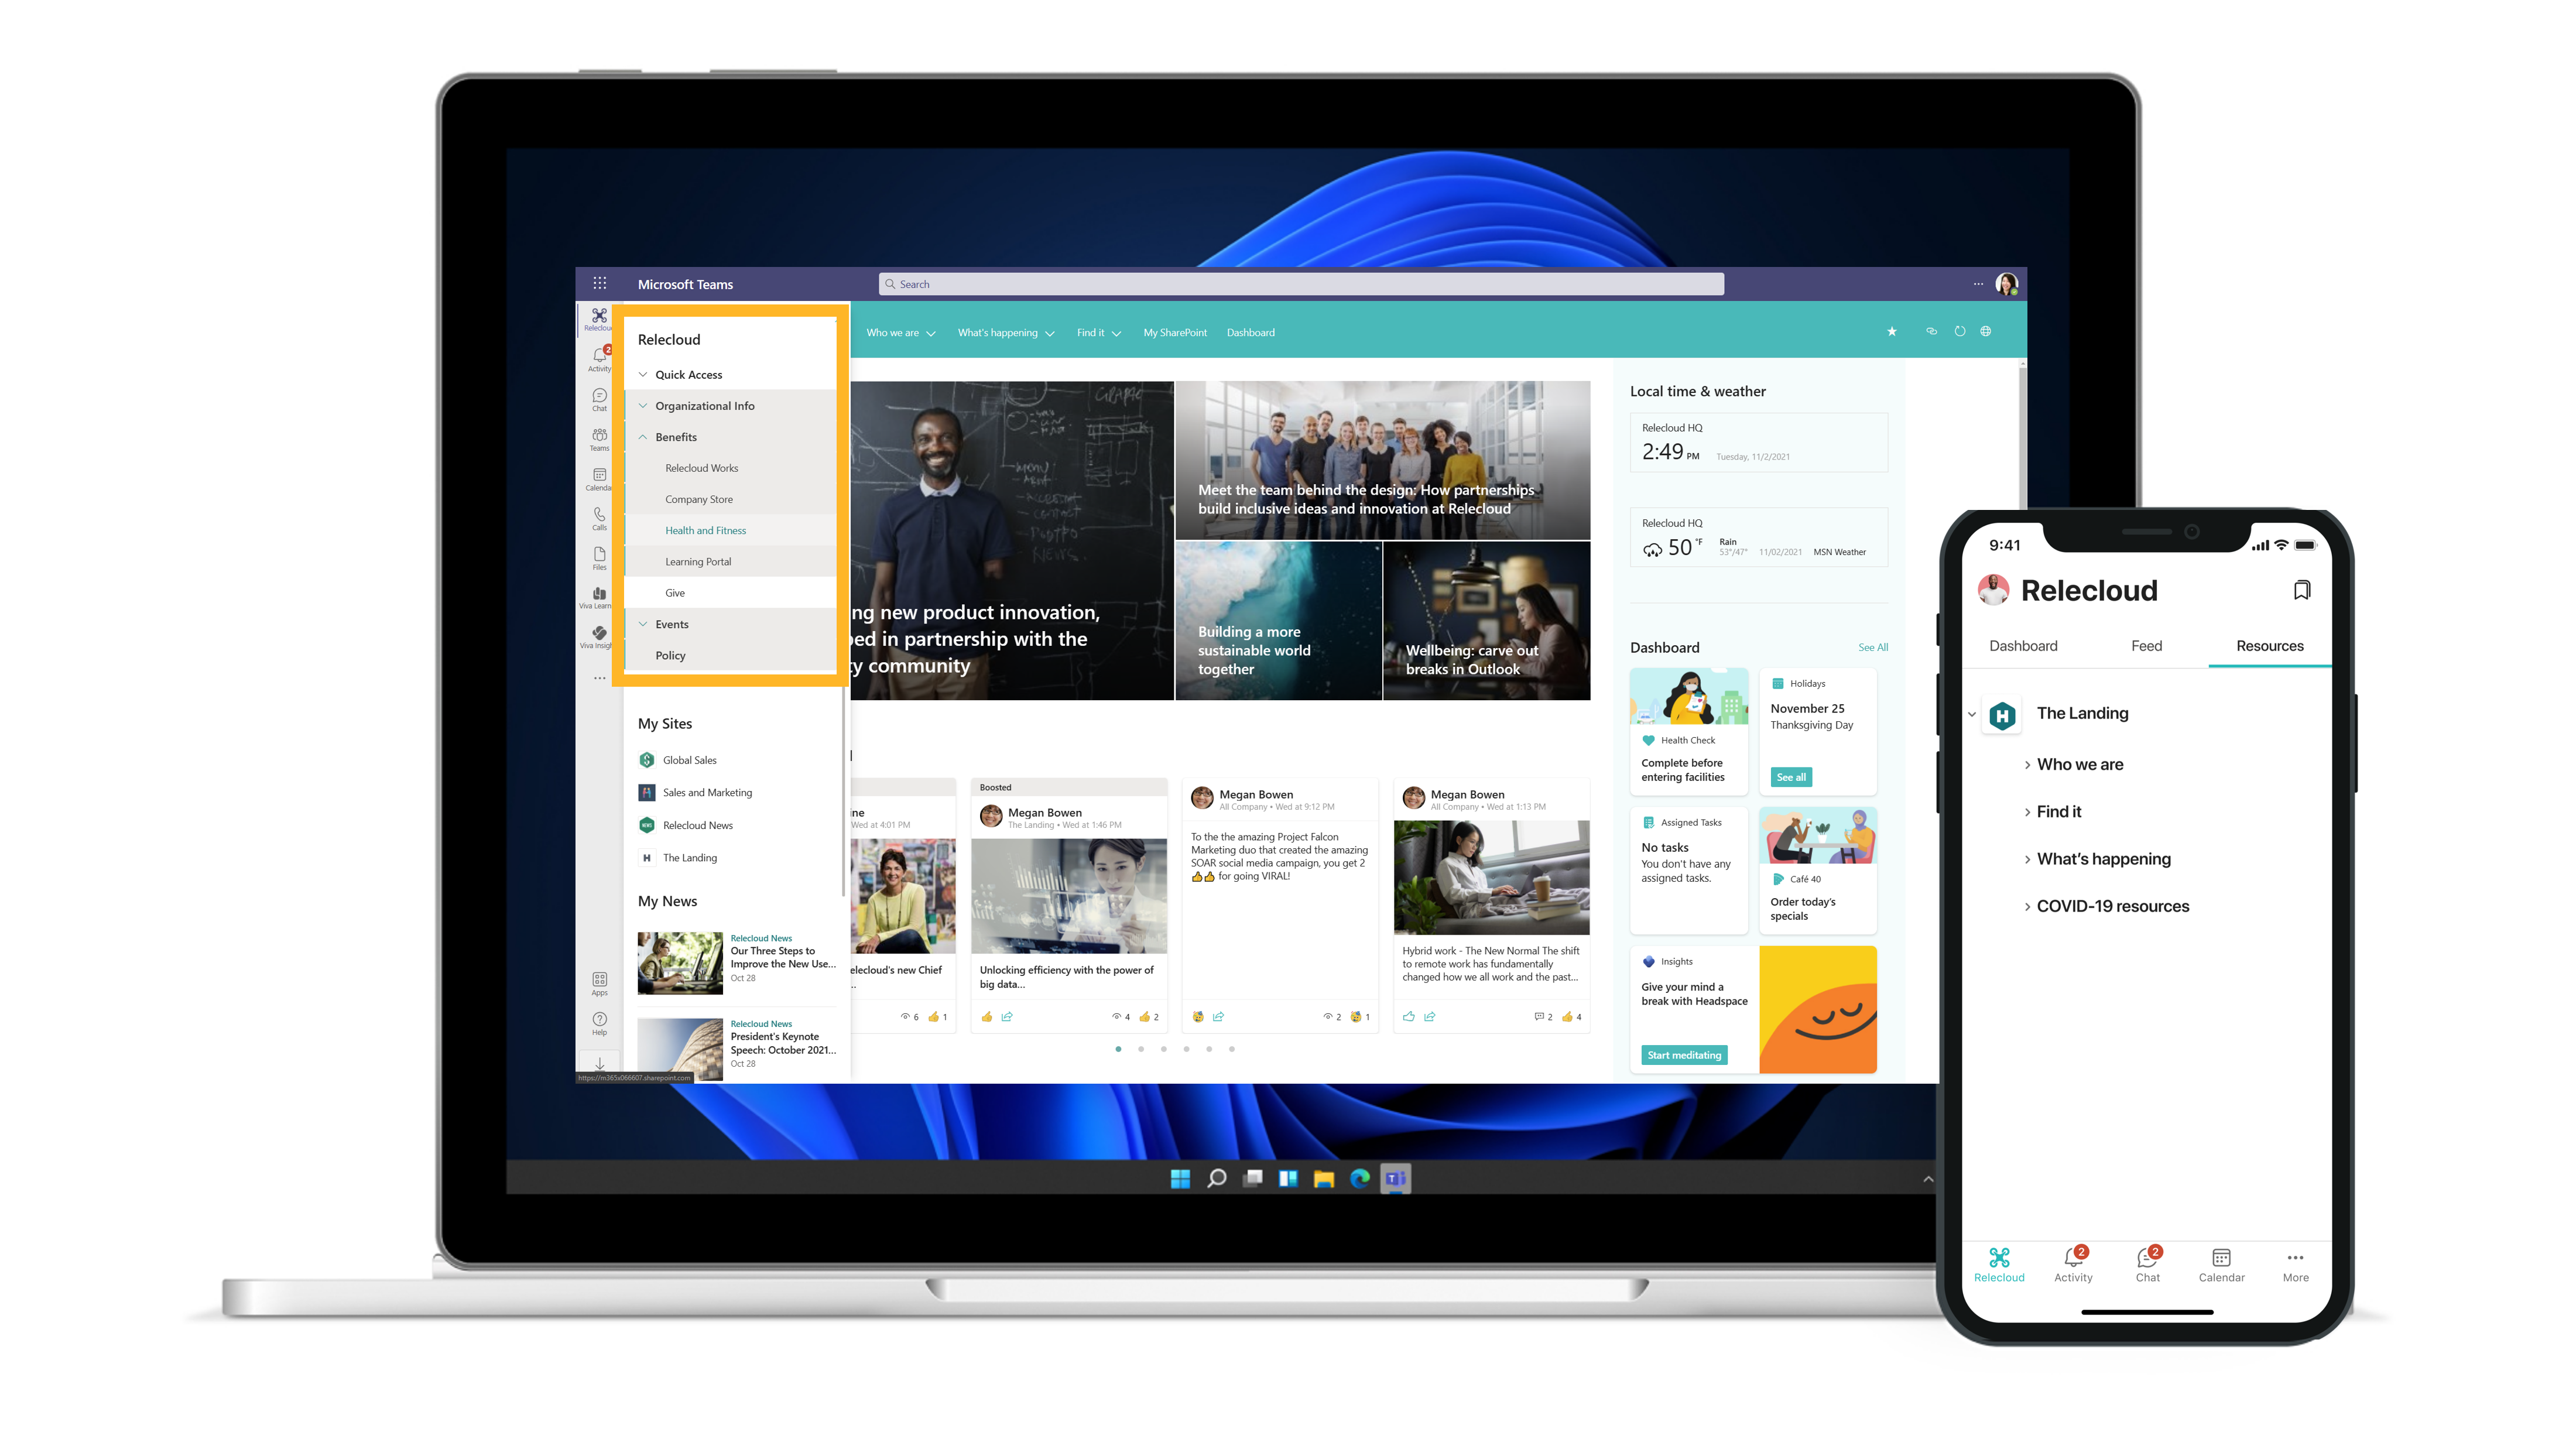 Microsoft Teams
Search
Relecloud
2
Activity
Chat
Teams
Calendar
Calls
Files
Viva Learn
Viva Insigh
Apps
Help
Relecloud
Quick Access
Organizational Info
Benefits
Relecloud Works
Company Store
Health and Fitness
Learning Portal
Give
Events
Policy
My Sites
Global Sales
Sales and Marketing
NEWS
Relecloud News
H
The Landing
My News
Relecloud News
Our Three Steps to
Improve the New Use...
Oct 28
Relecloud News
President's Keynote
Speech: October 2021...
Oct 28
https://m365x066607.sharepoint.com
Who we are
What's happening
Find it
My SharePoint
Dashboard
ng new product innovation,
ed in partnership with the
y community
Meet the team behind the design: How partnerships
build inclusive ideas and innovation at Relecloud
Building a more
sustainable world
together
Wellbeing: carve out
breaks in Outlook
ne
Wed at 4:01 PM
elecloud's new Chief
...
6
1
Boosted
Megan Bowen
The Landing • Wed at 1:46 PM
Unlocking efficiency with the power of
big data...
4
2
Megan Bowen
All Company • Wed at 9:12 PM
To the the amazing Project Falcon
Marketing duo that created the amazing
SOAR social media campaign, you get 2
👍👍 for going VIRAL!
2
1
Megan Bowen
All Company • Wed at 1:13 PM
Hybrid work - The New Normal The shift
to remote work has fundamentally
changed how we all work and the past...
2
4
Local time & weather
Relecloud HQ
2:49 PM
Tuesday, 11/2/2021
Relecloud HQ
50 °F
Rain
53°/47°
11/02/2021
MSN Weather
Dashboard
See All
Health Check
Complete before
entering facilities
Holidays
November 25
Thanksgiving Day
See all
Assigned Tasks
No tasks
You don't have any
assigned tasks.
Café 40
Order today's
specials
Insights
Give your mind a
break with Headspace
Start meditating
9:41
Relecloud
Dashboard
Feed
Resources
H
The Landing
Who we are
Find it
What's happening
COVID-19 resources
2
2
Relecloud
Activity
Chat
Calendar
More